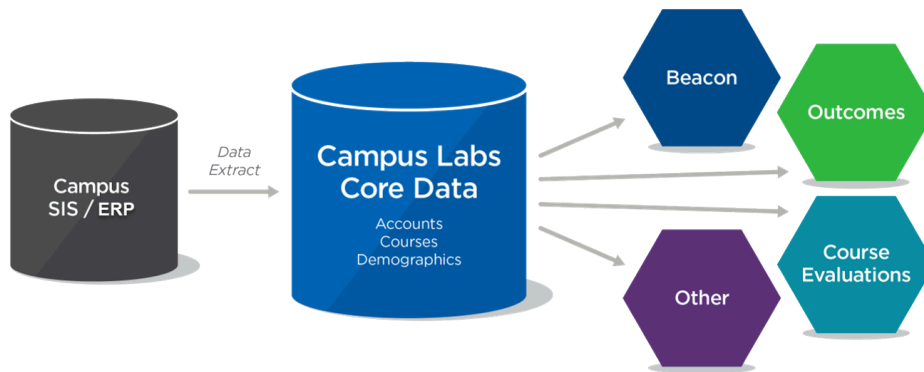 Campus
SIS / ERP
Data
Extract
Campus Labs
Core Data
Accounts
Courses
Demographics
Beacon
Outcomes
Course
Evaluations
Other